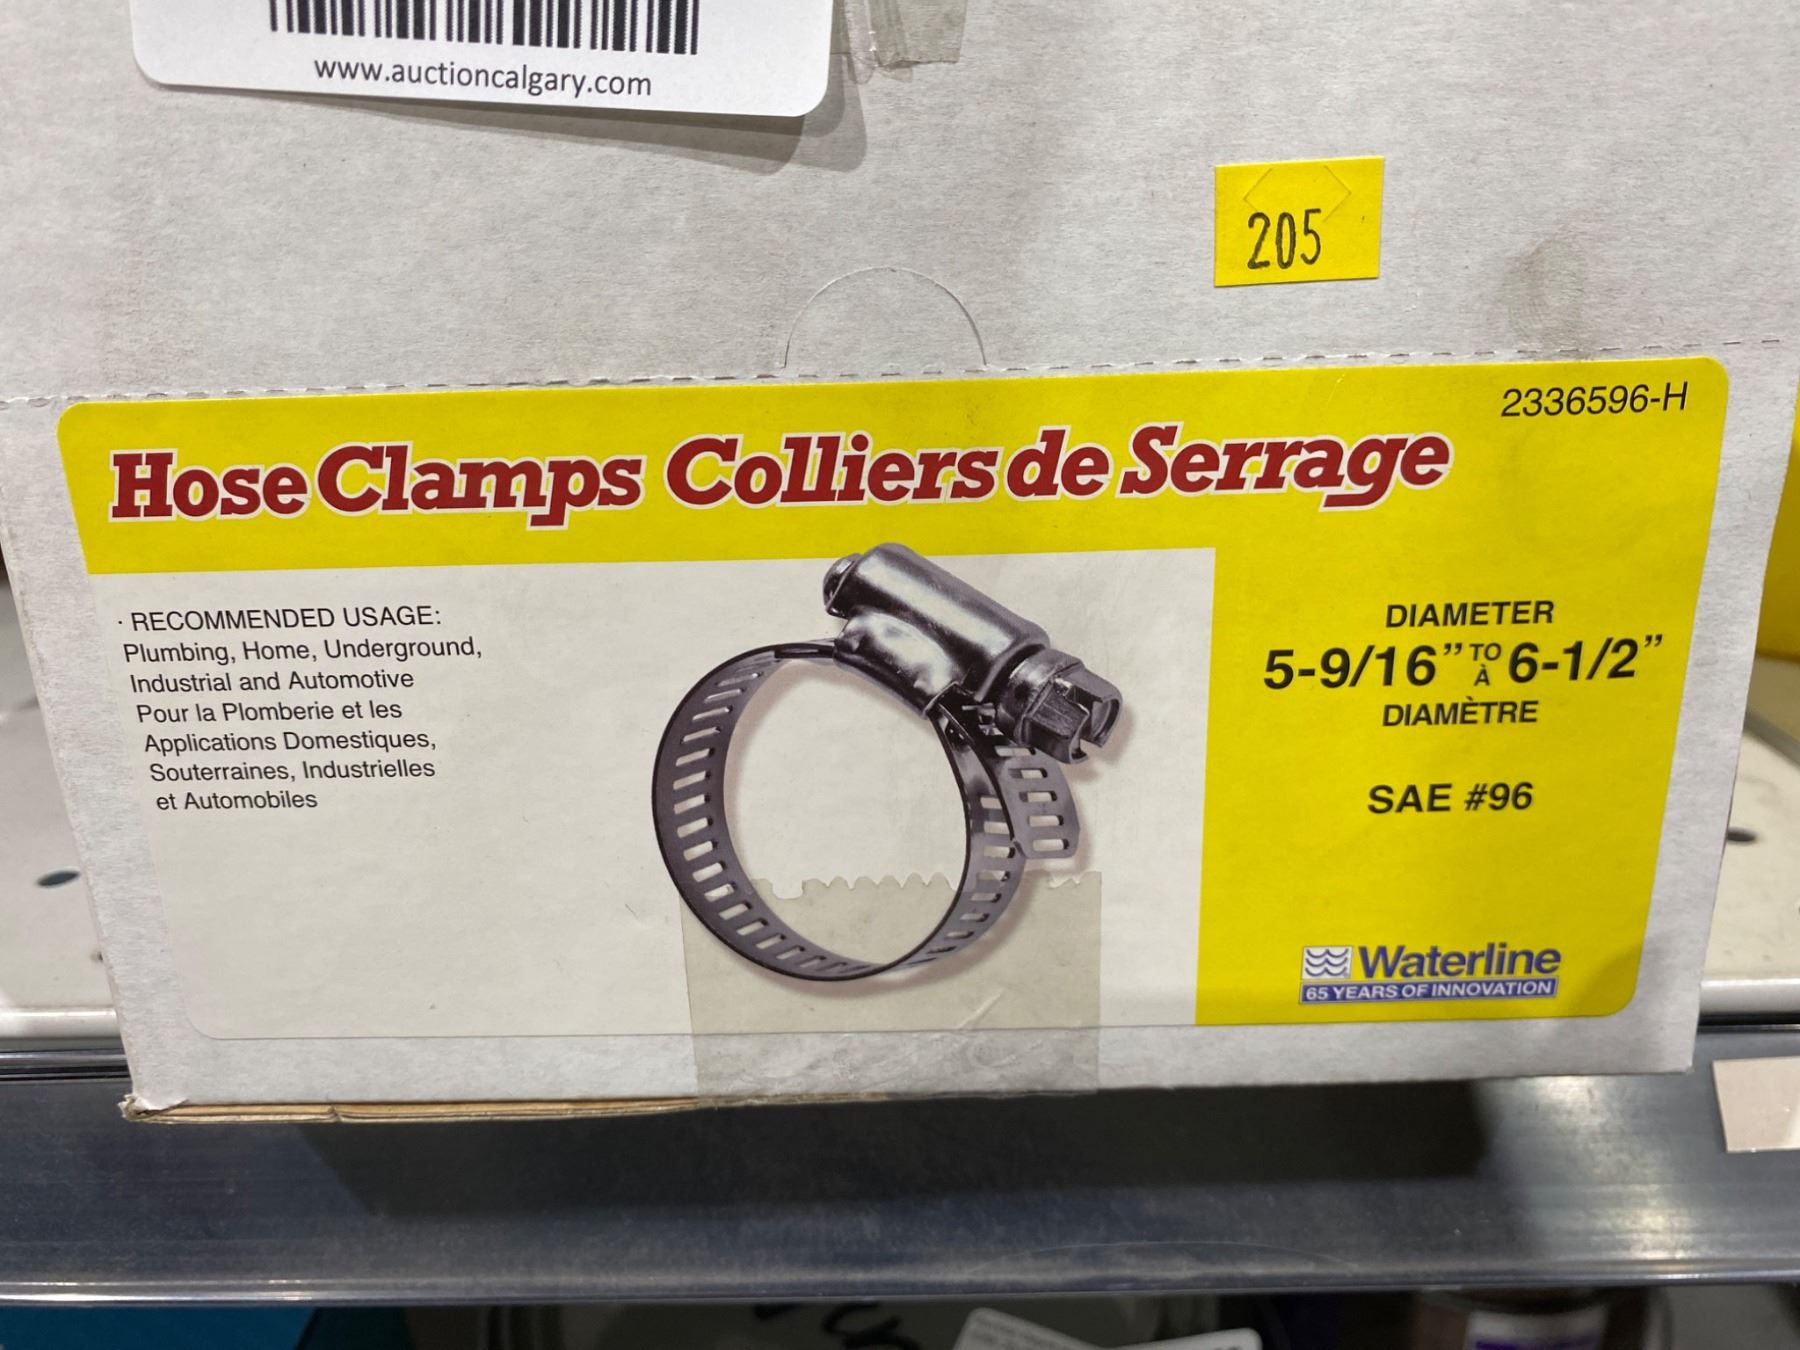 www.auctioncalgary.com
205
2336596-H
Hose Clamps Colliers de Serrage
· RECOMMENDED USAGE:
Plumbing, Home, Underground,
Industrial and Automotive
Pour la Plomberie et les
Applications Domestiques,
Souterraines, Industrielles
et Automobiles
DIAMETER
5-9/16" TO À 6-1/2"
DIAMÈTRE
SAE #96
Waterline
65 YEARS OF INNOVATION